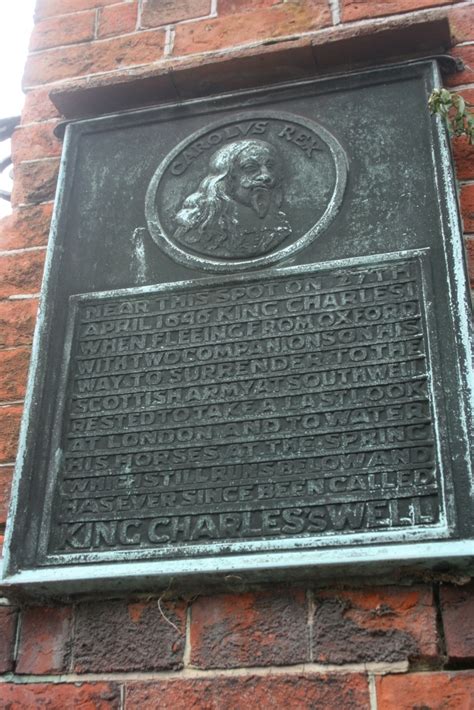 CAROLVS REX
NEAR THIS SPOT ON 27TH
APRIL 1646 KING CHARLES I
WHEN FLEEING FROM OXFORD
WITH TWO COMPANIONS ON HIS
WAY TO SURRENDER TO THE
SCOTTISH ARMY AT SOUTHWELL
RESTED TO TAKE A LAST LOOK
AT LONDON AND TO WATER
HIS HORSES AT THE SPRING
WHICH STILL RUNS BELOW AND
HAS EVER SINCE BEEN CALLED
KING CHARLES'S WELL